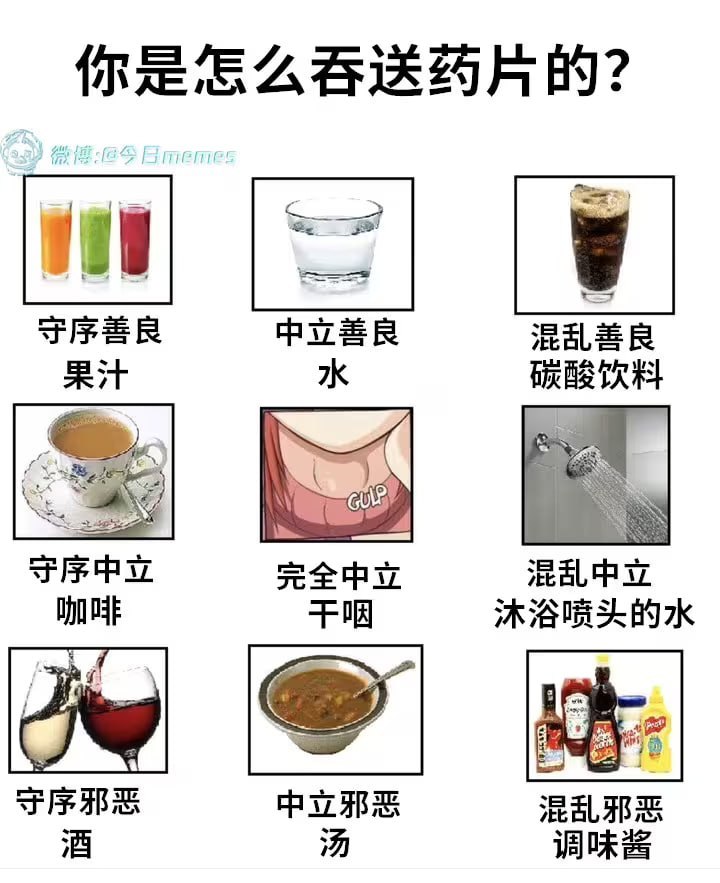 你是怎么吞送药片的？
微博:@今日memes
守序善良
果汁
中立善良
水
混乱善良
碳酸饮料
守序中立
咖啡
GULP
完全中立
干咽
混乱中立
沐浴喷头的水
守序邪恶
酒
中立邪恶
汤
混乱邪恶
调味酱